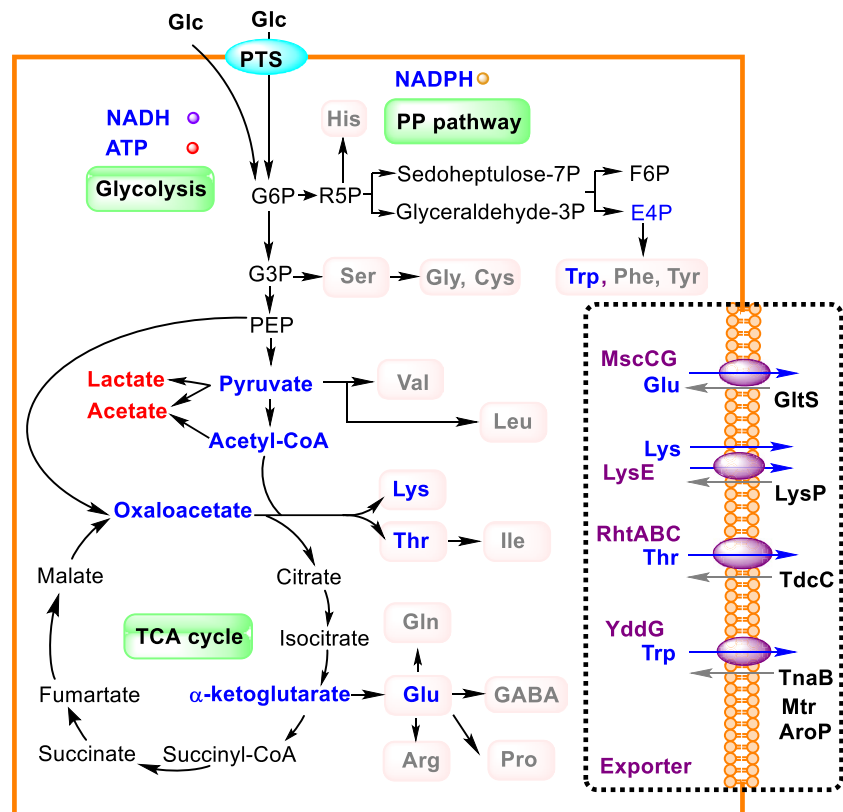 Glc
Glc
PTS
NADPH
NADH
His
PP pathway
ATP
Glycolysis
Sedoheptulose-7P
F6P
G6P
R5P
Glyceraldehyde-3P
E4P
G3P
Ser
Gly, Cys
Trp, Phe, Tyr
PEP
MscCG
Lactate
Pyruvate
Val
Glu
GltS
Acetate
Leu
Acetyl-CoA
Lys
LysE
Lys
LysP
Oxaloacetate
RhtABC
Thr
Ile
Thr
Malate
Citrate
TdcC
Gln
YddG
TCA cycle
Isocitrate
Trp
TnaB
Fumartate
α-ketoglutarate
Glu
GABA
Mtr
AroP
Succinate
Succinyl-CoA
Arg
Pro
Exporter